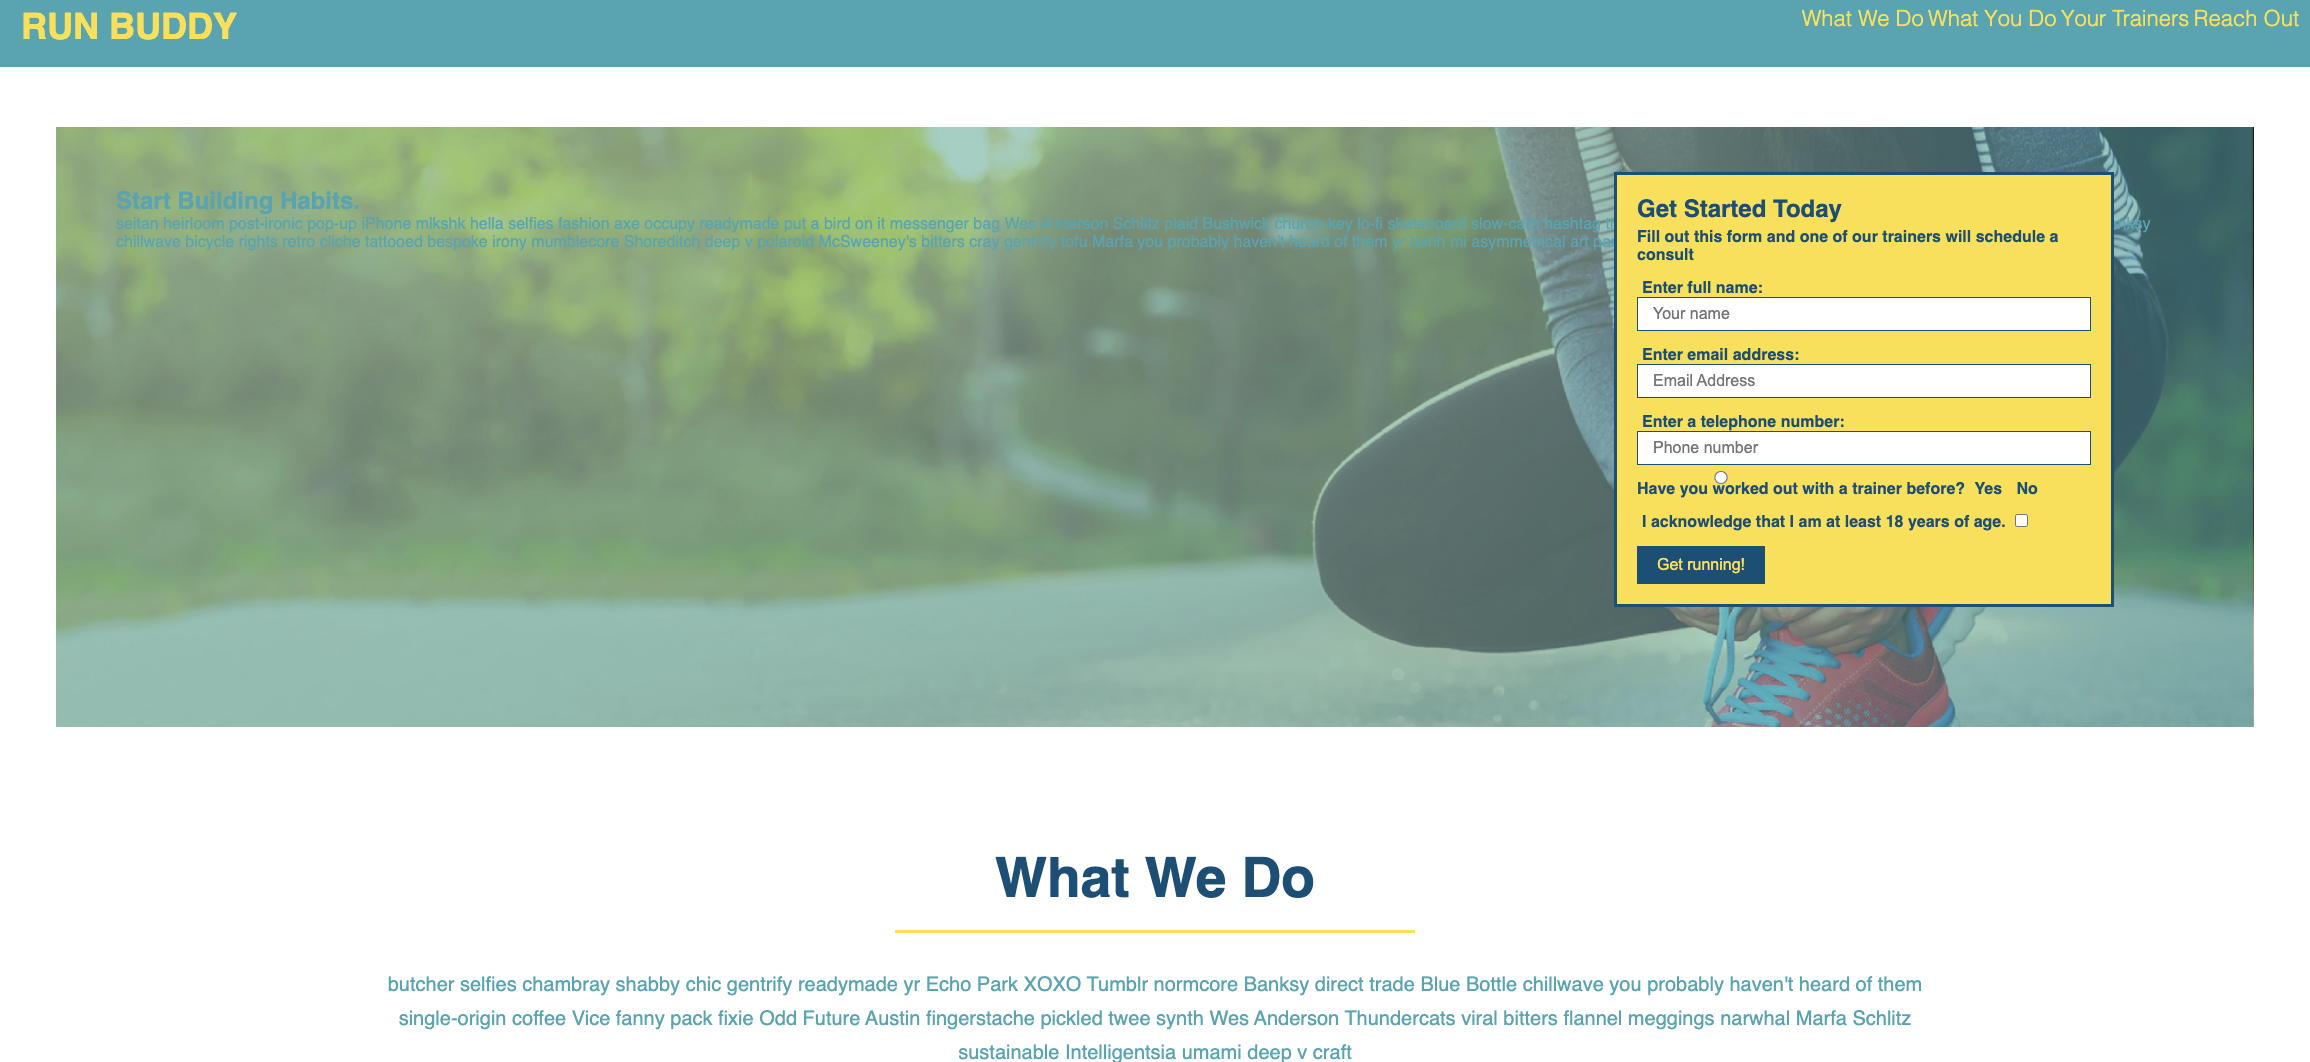 RUN BUDDY
What We Do What You Do Your Trainers Reach Out
Start Building Habits.
seitan heirloom post-ironic pop-up iPhone mlkshk hella selfies fashion axe occupy readymade put a bird on it messenger bag Wes Anderson Schlitz plaid Bushwick church-key lo-fi skateboard slow-carb hashtag
chillwave bicycle rights retro cliche tattooed bespoke irony mumblecore Shoreditch deep v polaroid McSweeney's bitters cray gentrify tofu Marfa you probably haven't heard of them yr banh mi asymmetrical art
Get Started Today
Fill out this form and one of our trainers will schedule a
consult
Enter full name:
Your name
Enter email address:
Email Address
Enter a telephone number:
Phone number
Have you worked out with a trainer before? Yes No
I acknowledge that I am at least 18 years of age.
Get running!
What We Do
butcher selfies chambray shabby chic gentrify readymade yr Echo Park XOXO Tumblr normcore Banksy direct trade Blue Bottle chillwave you probably haven't heard of them
single-origin coffee Vice fanny pack fixie Odd Future Austin fingerstache pickled twee synth Wes Anderson Thundercats viral bitters flannel meggings narwhal Marfa Schlitz
sustainable Intelligentsia umami deep v craft